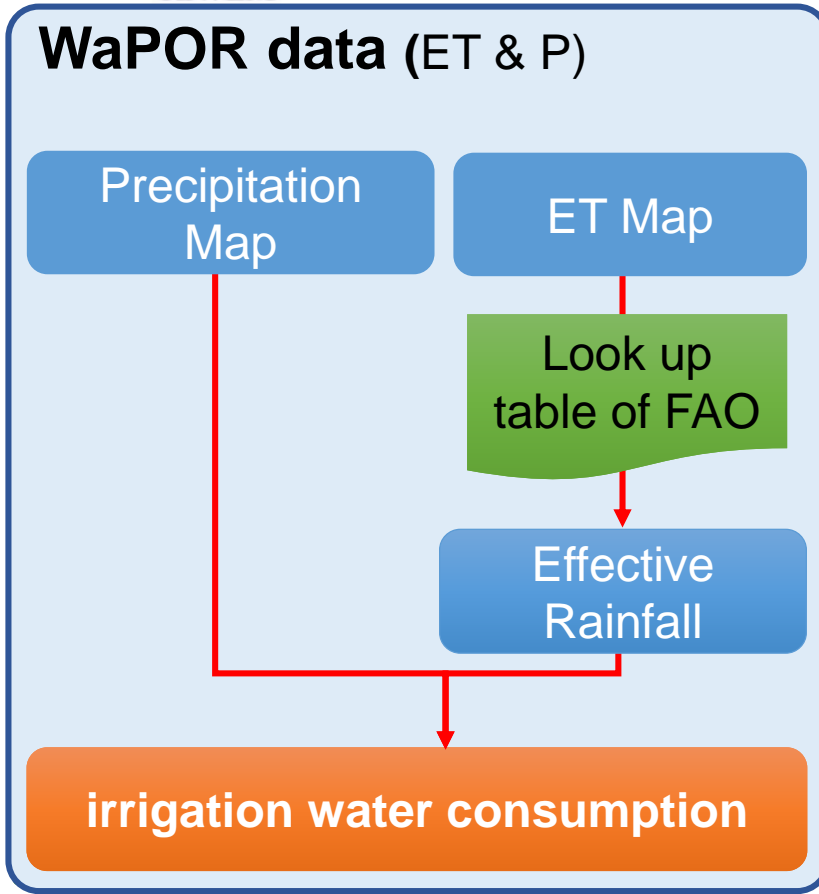 WaPOR data (ET & P)
Precipitation
Map
ET Map
Look up
table of FAO
Effective
Rainfall
irrigation water consumption